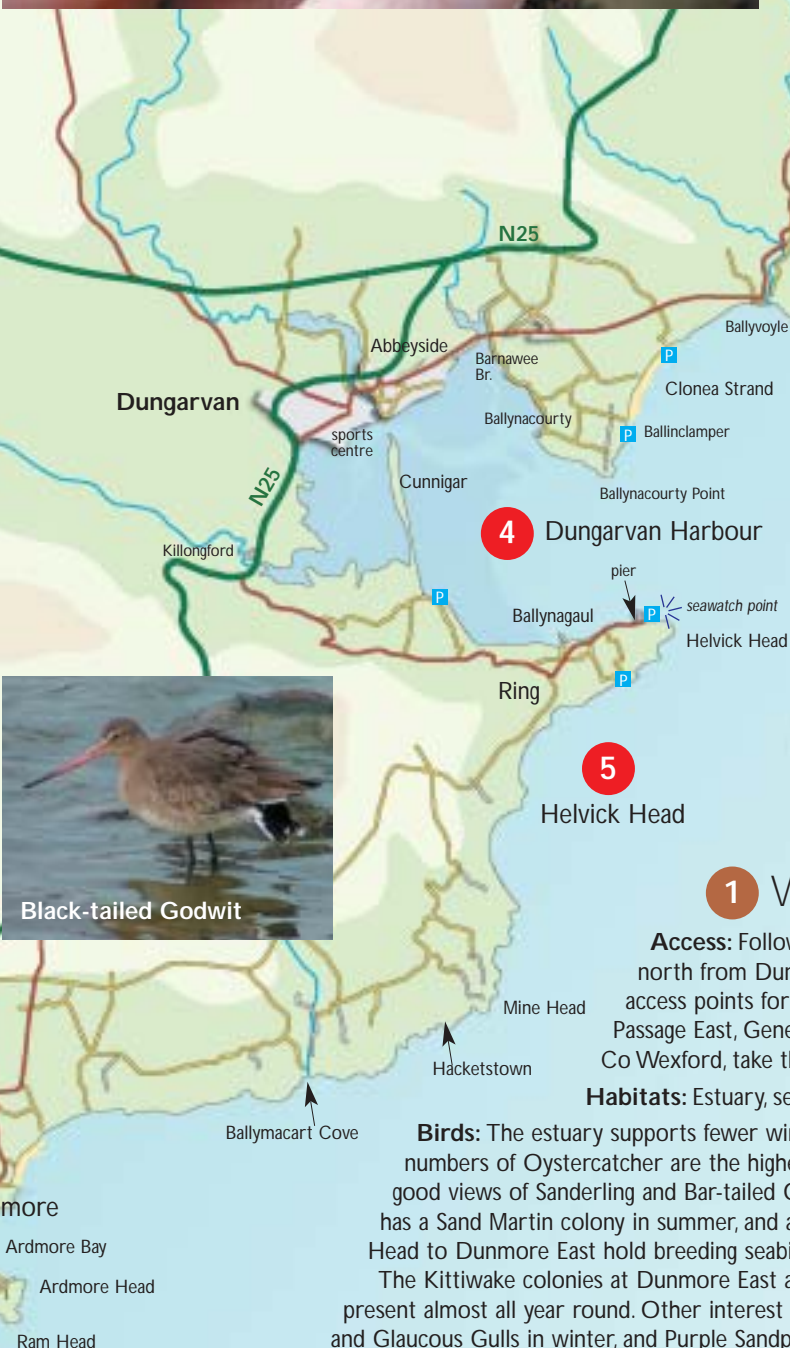 N25
Ballyvoyle
Abbeyside
Barnawee
Br.
P
Clonea Strand
Dungarvan
Ballynacourty
P
Ballinclamper
sports
centre
Cunnigar
N25
Ballynacourty Point
4
Dungarvan Harbour
Killongford
pier
P
Ballynagaul
P
seawatch point
Helvick Head
P
Ring
5
Helvick Head
Black-tailed Godwit
Mine Head
Hacketstown
Ballymacart Cove
more
Ardmore Bay
Ardmore Head
Ram Head
1
Access: Follow
north from Dun
access points for
Passage East, Gene
Co Wexford, take th
Habitats: Estuary, se
Birds: The estuary supports fewer win
numbers of Oystercatcher are the highe
good views of Sanderling and Bar-tailed
has a Sand Martin colony in summer, and a
Head to Dunmore East hold breeding seabi
The Kittiwake colonies at Dunmore East a
present almost all year round. Other interest
and Glaucous Gulls in winter, and Purple Sandp